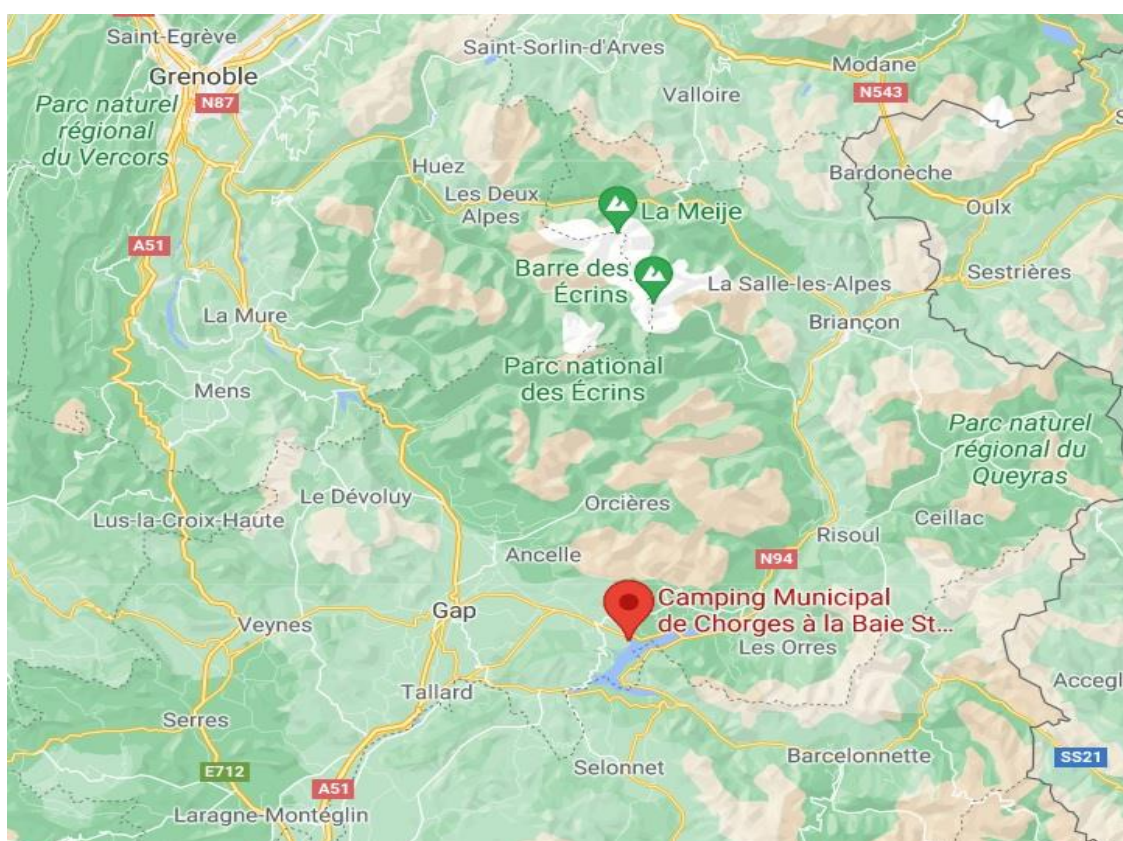 Saint-Egrève
Saint-Sorlin-d'Arves
Modane
Grenoble
N87
N543
Valloire
Parc naturel
régional
du Vercors
Huez
Bardonèche
Les Deux
Alpes
La Meije
Oulx
A51
Barre des
Écrins
La Salle-les-Alpes
Sestrières
La Mure
Briançon
Parc national
des Écrins
Mens
Parc naturel
régional du
Queyras
Le Dévoluy
Orcières
Lus-la-Croix-Haute
Ceillac
Risoul
Ancelle
N94
Camping Municipal
de Chorges à la Baie St...
Gap
Veynes
Les Orres
Tallard
Accegl
Serres
Barcelonnette
SS21
E712
Selonnet
A51
Laragne-Montéglin